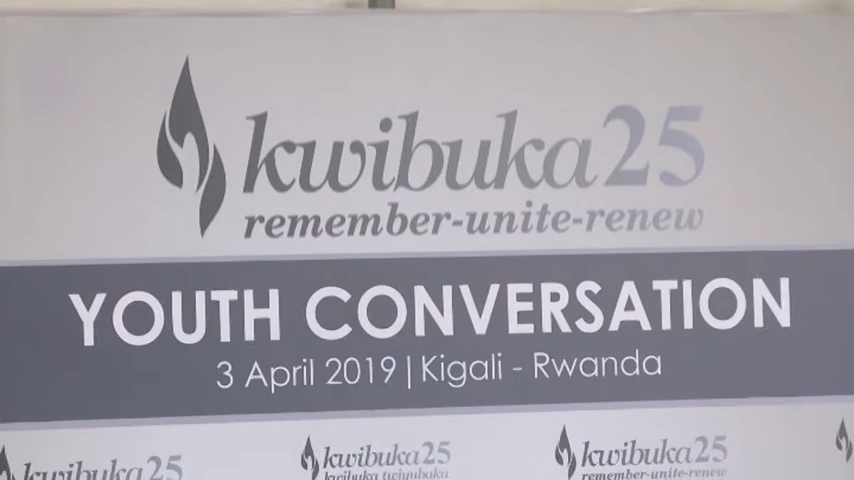 kwibuka25
remember-unite-renew
YOUTH CONVERSATION
3 April 2019 | Kigali - Rwanda
kwibuka25
kwibuka25
kwibuka twiyubaka
kwibuka25
remember-unite-renew